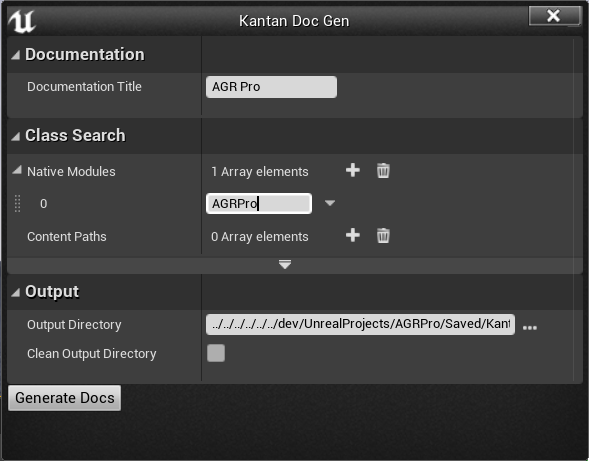 Kantan Doc Gen
Documentation
Documentation Title AGR Pro
Class Search
Native Modules 1 Array elements
0 AGRPro
Content Paths 0 Array elements
Output
Output Directory ../../../../../../dev/UnrealProjects/AGRPro/Saved/Kant
Clean Output Directory
Generate Docs